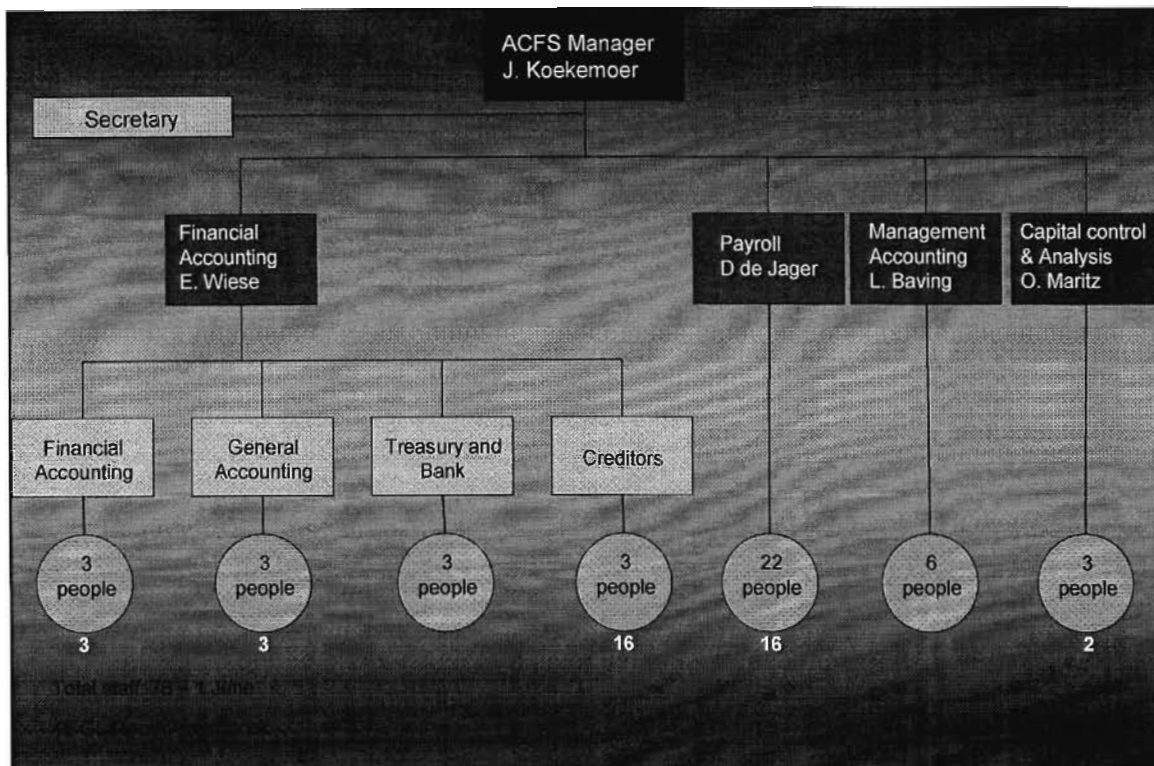 ACFS Manager
J. Koekemoer
Secretary
Financial
Accounting
E. Wiese
Payroll
D de Jager
Management
Accounting
L. Baving
Capital control
& Analysis
O. Maritz
Financial
Accounting
General
Accounting
Treasury and
Bank
Creditors
3
people
3
people
3
people
3
people
22
people
6
people
3
people
3
3
16
16
2
Total staff